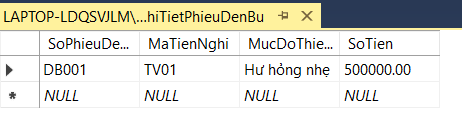 LAPTOP-LDQSVJLM\...hiTietPhieuDenBu
SoPhieuDe... MaTienNghi MucDoThie... SoTien
DB001 TV01 Hư hỏng nhẹ 500000.00
NULL NULL NULL NULL